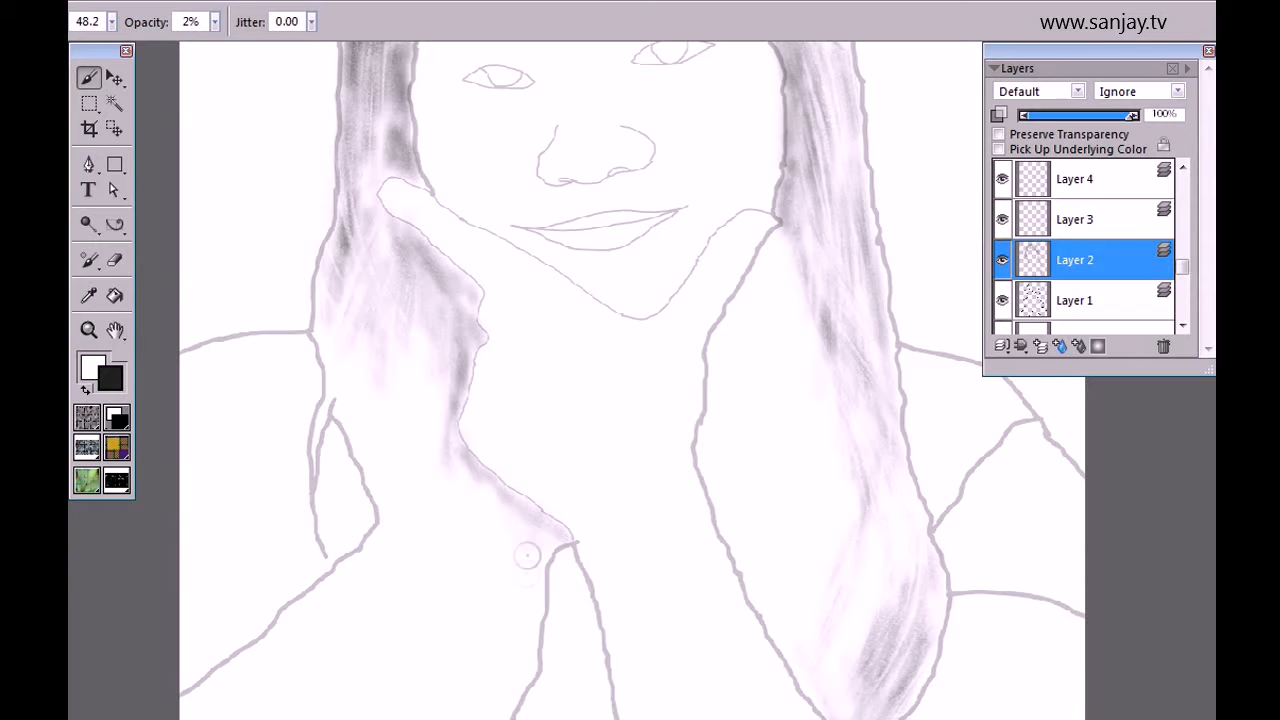 48.2 Opacity: 2% Jitter: 0.00
www.sanjay.tv
Layers
Default Ignore
100%
Preserve Transparency
Pick Up Underlying Color
Layer 4
Layer 3
Layer 2
Layer 1
T